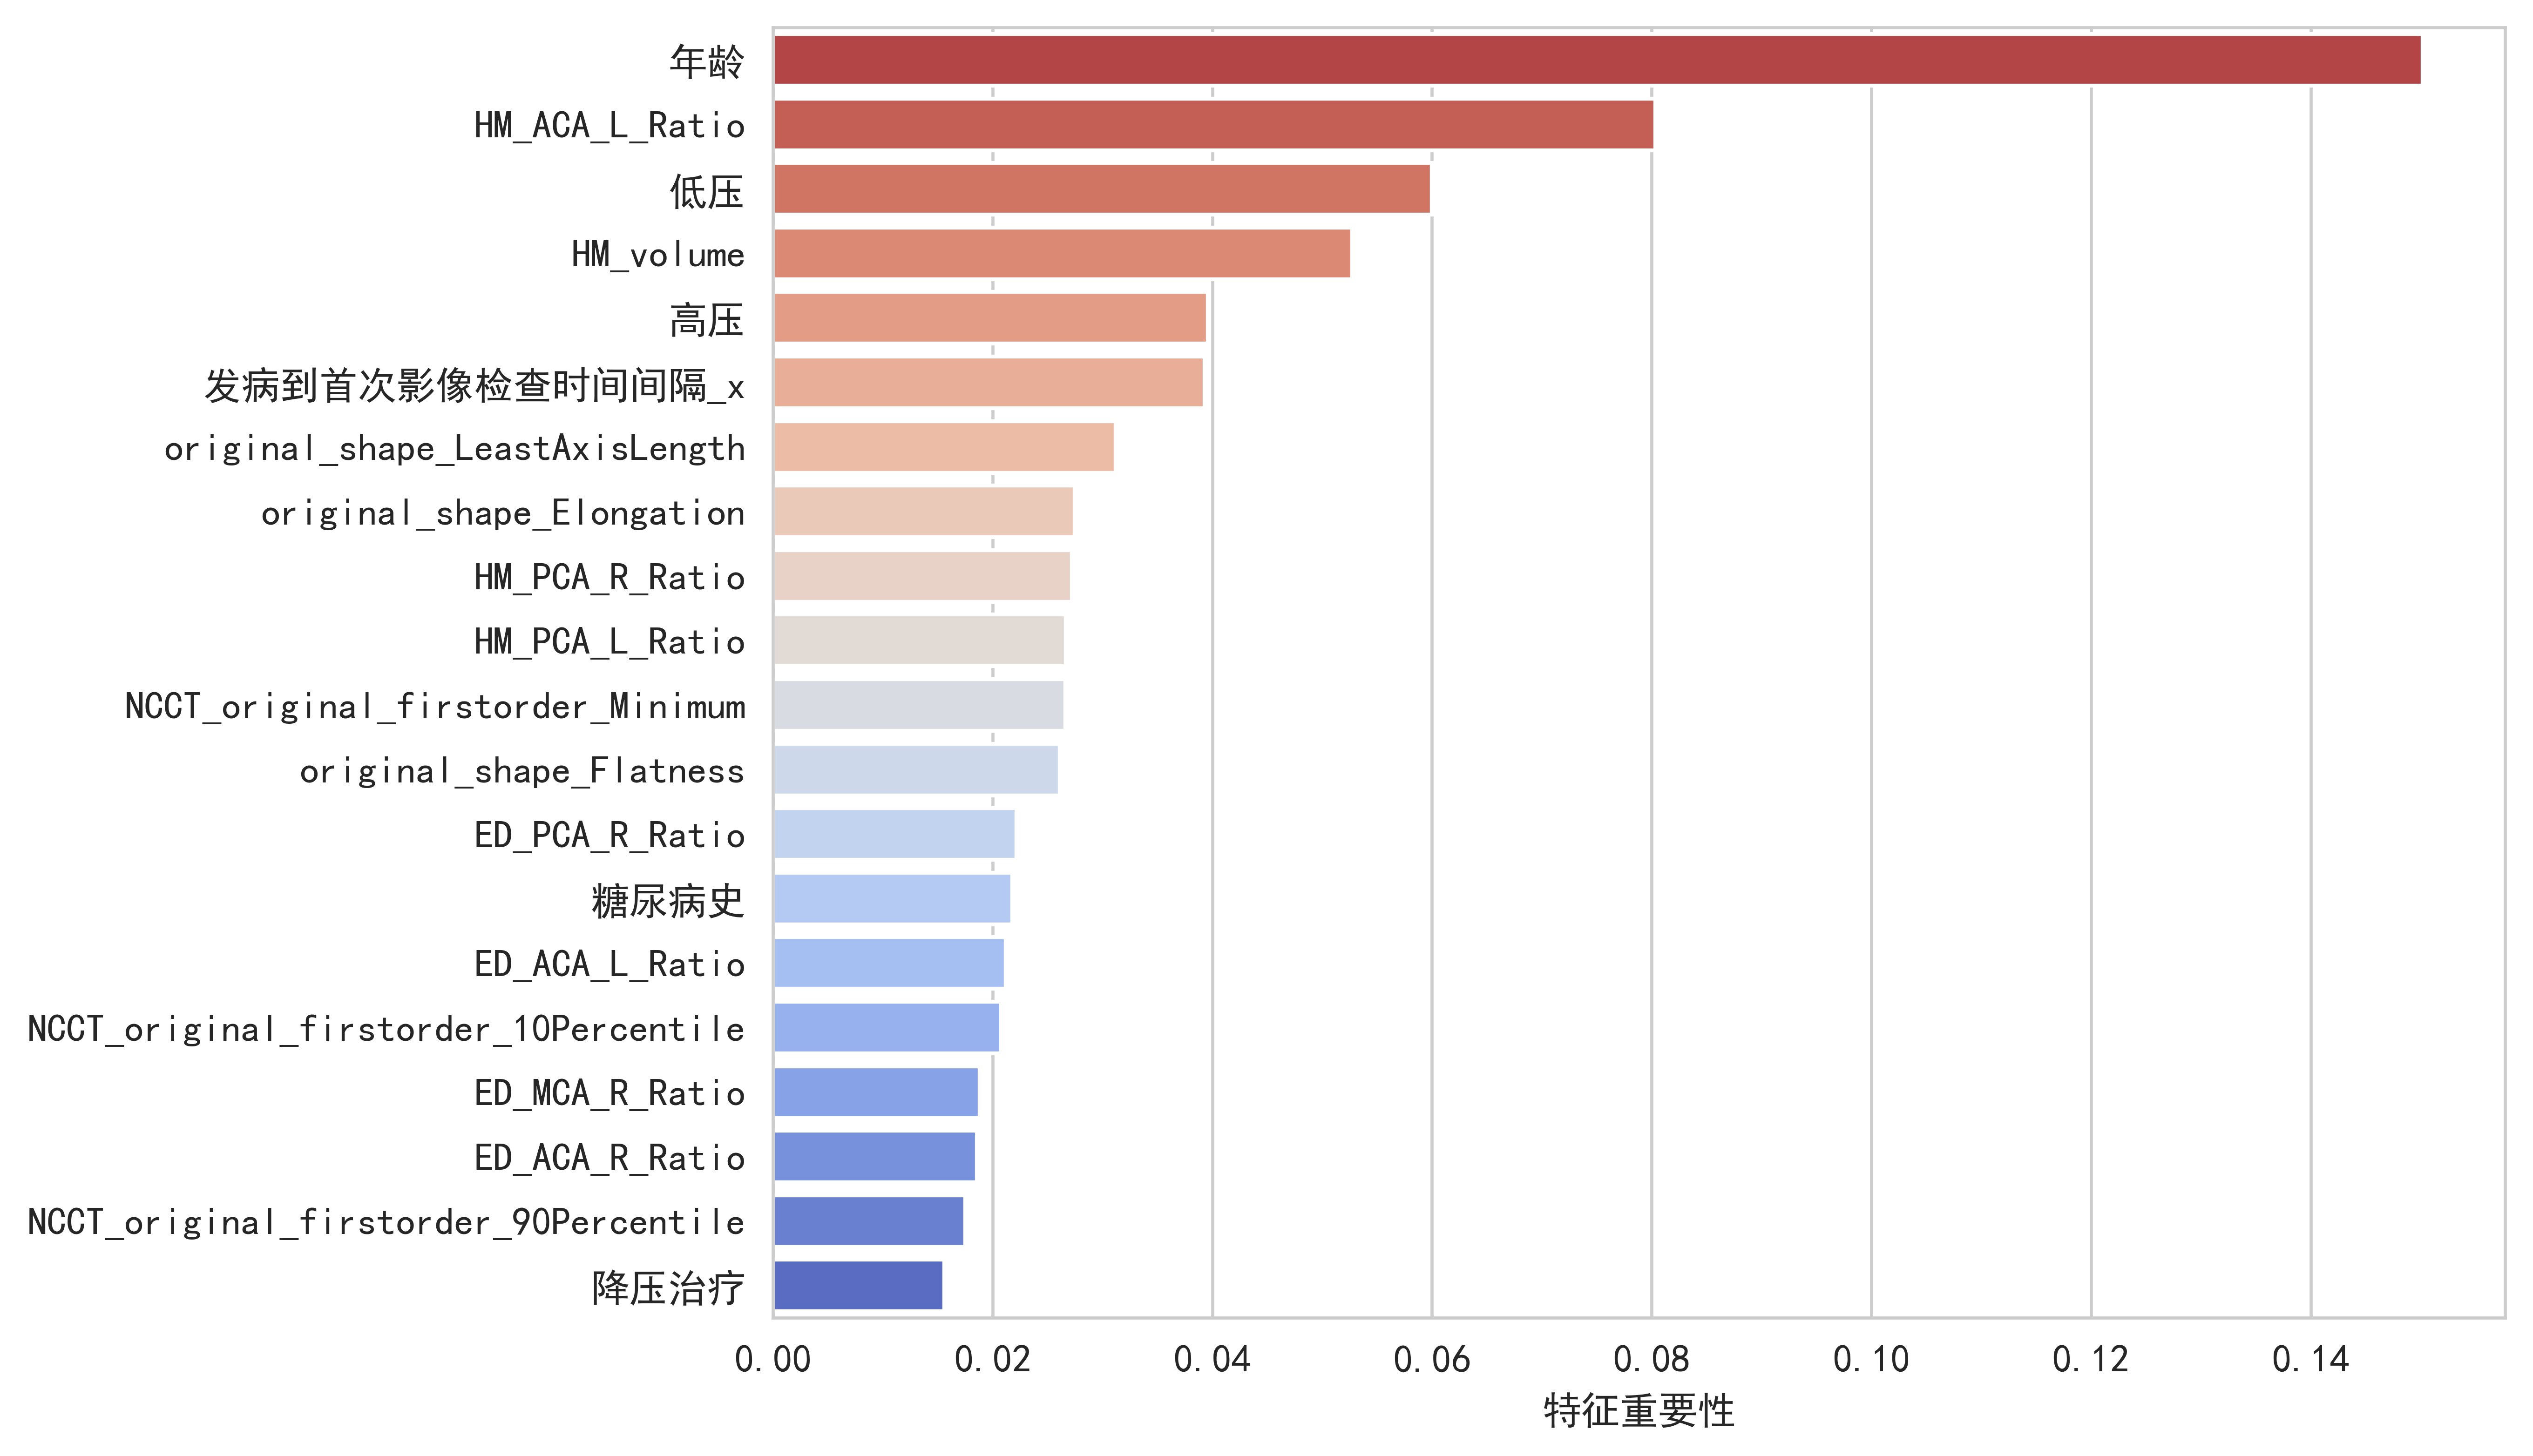 年龄
HM_ACA_L_Ratio
低压
HM_volume
高压
发病到首次影像检查时间间隔_x
original_shape_LeastAxisLength
original_shape_Elongation
HM_PCA_R_Ratio
HM_PCA_L_Ratio
NCCT_original_firstorder_Minimum
original_shape_Flatness
ED_PCA_R_Ratio
糖尿病史
ED_ACA_L_Ratio
NCCT_original_firstorder_10Percentile
ED_MCA_R_Ratio
ED_ACA_R_Ratio
NCCT_original_firstorder_90Percentile
降压治疗
0.00 0.02 0.04 0.06 0.08 0.10 0.12 0.14
特征重要性